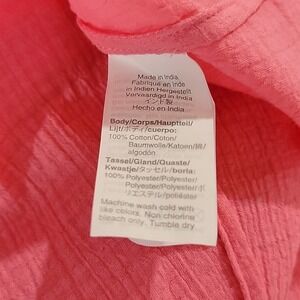 Made in India
Fabriqué en Inde
in Indien Hergestellt
Vervaardigd in India
インド製
Hecho en India
Body/Corps/Hauptteil/
Lijf/ボディ/cuerpo:
100% Cotton/Coton/
Baumwolle/Katoen/綿/
algodón
Tassel/Gland/Quaste/
Kwastje/タッセル/borla:
100% Polyester/Polyester/
Polyester/Polyester/ポ
リエステル/poliéster
Machine wash cold with
like colors. Non chlorine
bleach only. Tumble dry